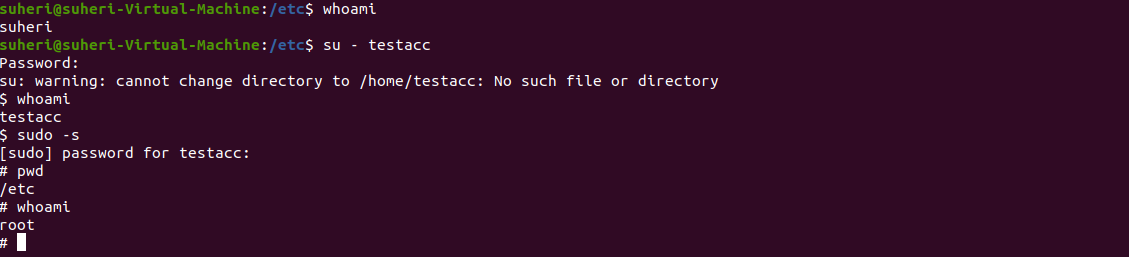 suheri@suheri-Virtual-Machine:/etc$ whoami
suheri
suheri@suheri-Virtual-Machine:/etc$ su - testacc
Password:
su: warning: cannot change directory to /home/testacc: No such file or directory
$ whoami
testacc
$ sudo -s
[sudo] password for testacc:
# pwd
/etc
# whoami
root
#